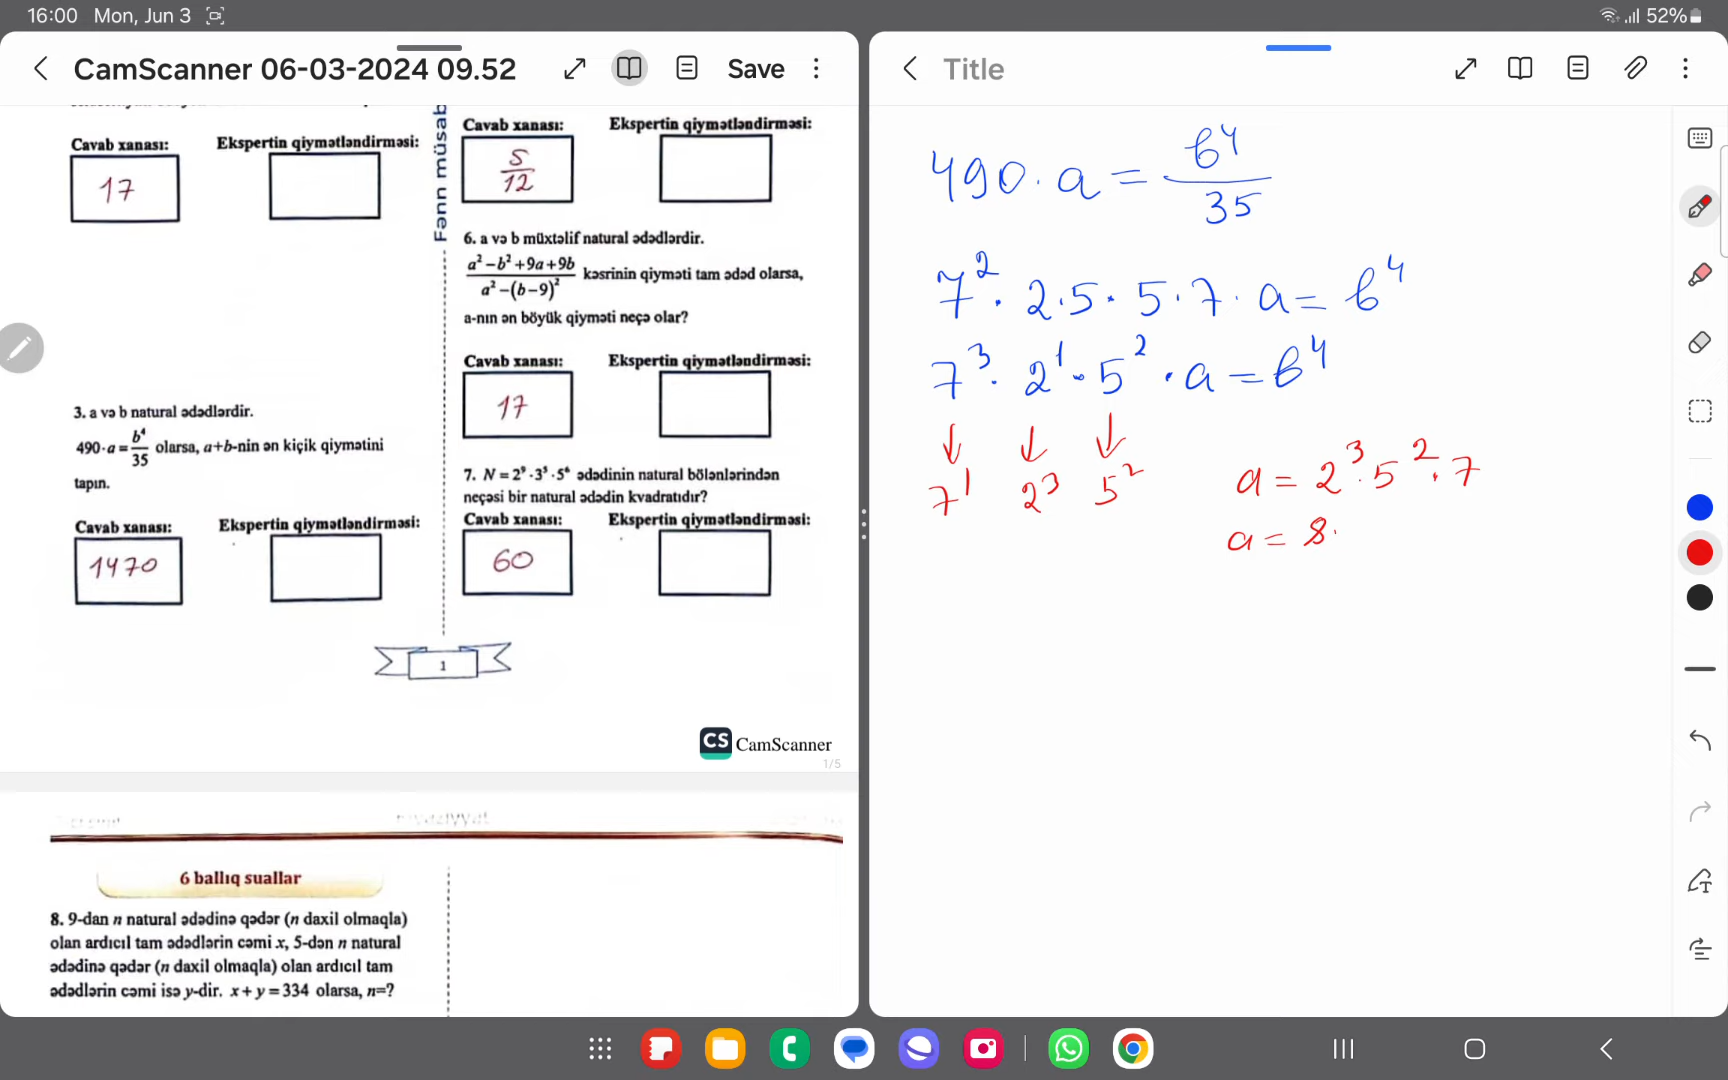 16:00 Mon, Jun 3
52%
CamScanner 06-03-2024 09.52
Save
Cavab xanası:
Ekspertin qiymətləndirməsi:
17
3. a və b natural ədədlərdir.
490·a = b⁴/35 olarsa, a+b-nin ən kiçik qiymətini
tapın.
Cavab xanası:
Ekspertin qiymətləndirməsi:
1470
Fənn müsab
Cavab xanası:
Ekspertin qiymətləndirməsi:
5/12
6. a və b müxtəlif natural ədədlərdir.
(a²−b²+9a+9b)/(a²−(b−9)²) kəsrinin qiyməti tam ədəd olarsa,
a-nın ən böyük qiyməti neçə olar?
Cavab xanası:
Ekspertin qiymətləndirməsi:
17
7. N = 2⁹·3⁵·5⁶ ədədinin natural bölənlərindən
neçəsi bir natural ədədin kvadratıdır?
Cavab xanası:
Ekspertin qiymətləndirməsi:
60
1
CS CamScanner
1/5
6 ballıq suallar
8. 9-dan n natural ədədinə qədər (n daxil olmaqla)
olan ardıcıl tam ədədlərin cəmi x, 5-dən n natural
ədədinə qədər (n daxil olmaqla) olan ardıcıl tam
ədədlərin cəmi isə y-dir. x + y = 334 olarsa, n=?
Title
490·a = b⁴/35
7²·2·5·5·7·a = b⁴
7³·2¹·5²·a = b⁴
↓ ↓ ↓
7¹ 2³ 5²
a = 2³·5²·7
a = 8·